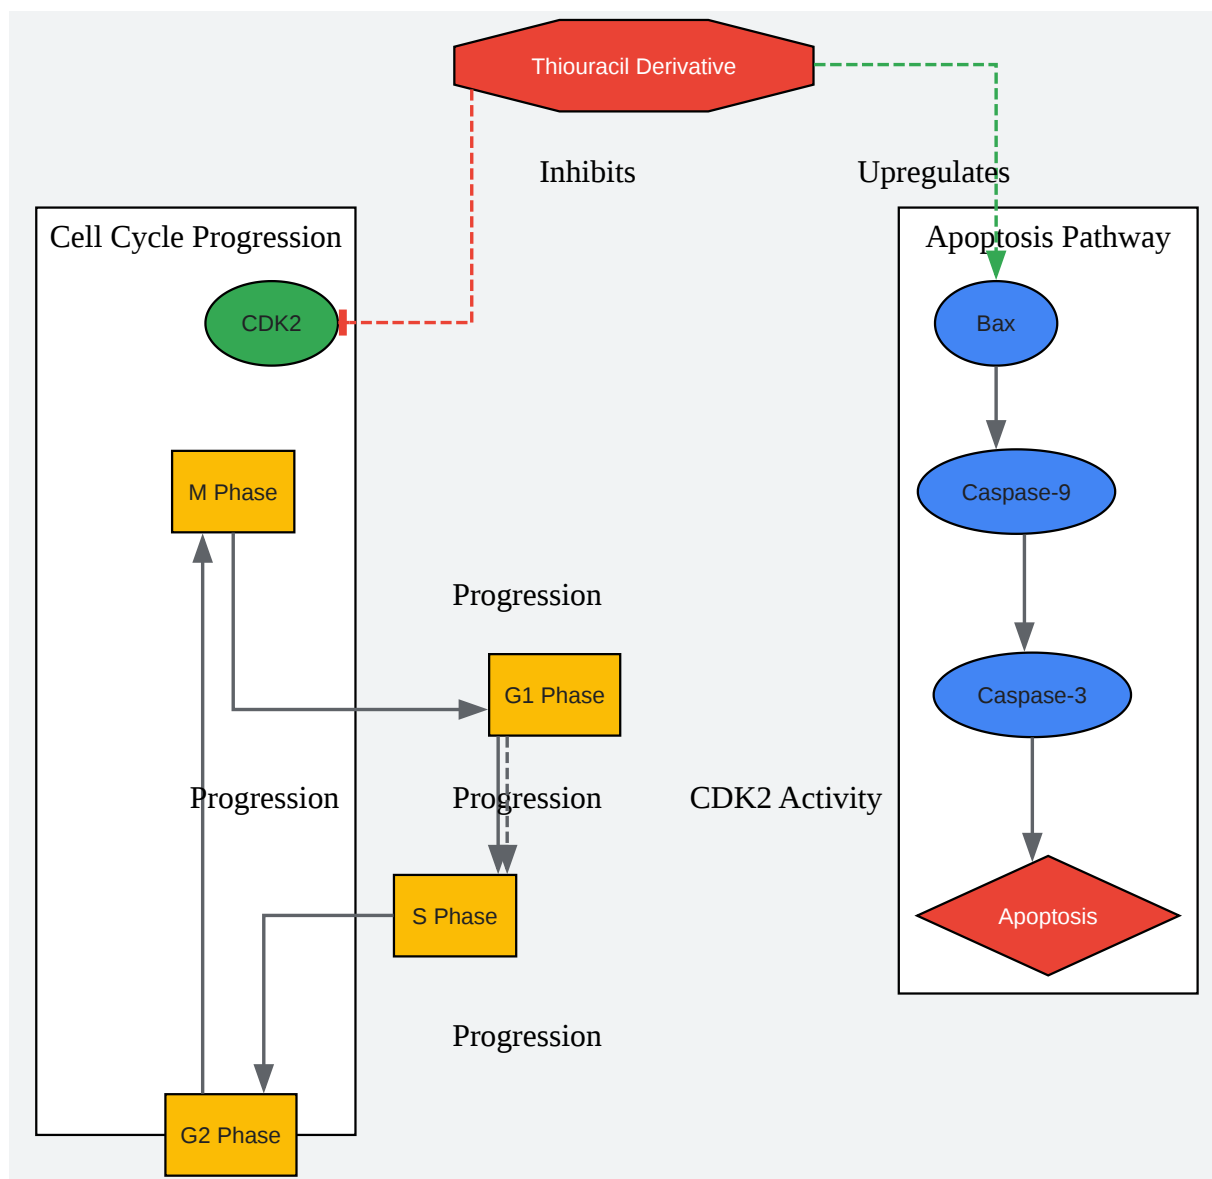 Thiouracil Derivative
Inhibits
Upregulates
Cell Cycle Progression
Apoptosis Pathway
CDK2
Bax
M Phase
Caspase-9
Progression
G1 Phase
Caspase-3
Progression
Progression
CDK2 Activity
S Phase
Apoptosis
Progression
G2 Phase